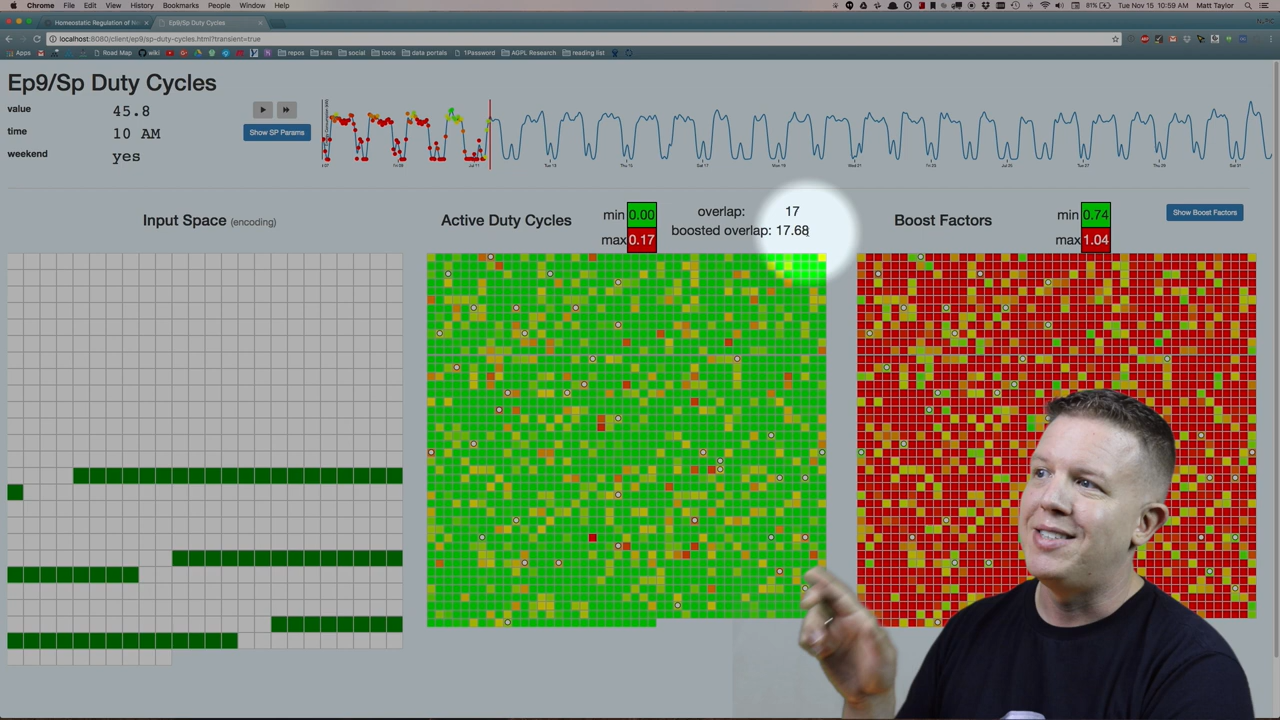 Chrome File Edit View History Bookmarks People Window Help
81% Tue Nov 15 10:59 AM Matt Taylor
Homeostatic Regulation of Ne
Ep9/Sp Duty Cycles
localhost:8080/client/ep9/sp-duty-cycles.html?transient=true
Apps Road Map wiki repos lists social tools data portals 1Password AGPL Research reading list
Ep9/Sp Duty Cycles
value 45.8
time 10 AM
weekend yes
Show SP Params
Input Space (encoding)
Active Duty Cycles
min 0.00
max 0.17
overlap: 17
boosted overlap: 17.68
Boost Factors
min 0.74
max 1.04
Show Boost Factors